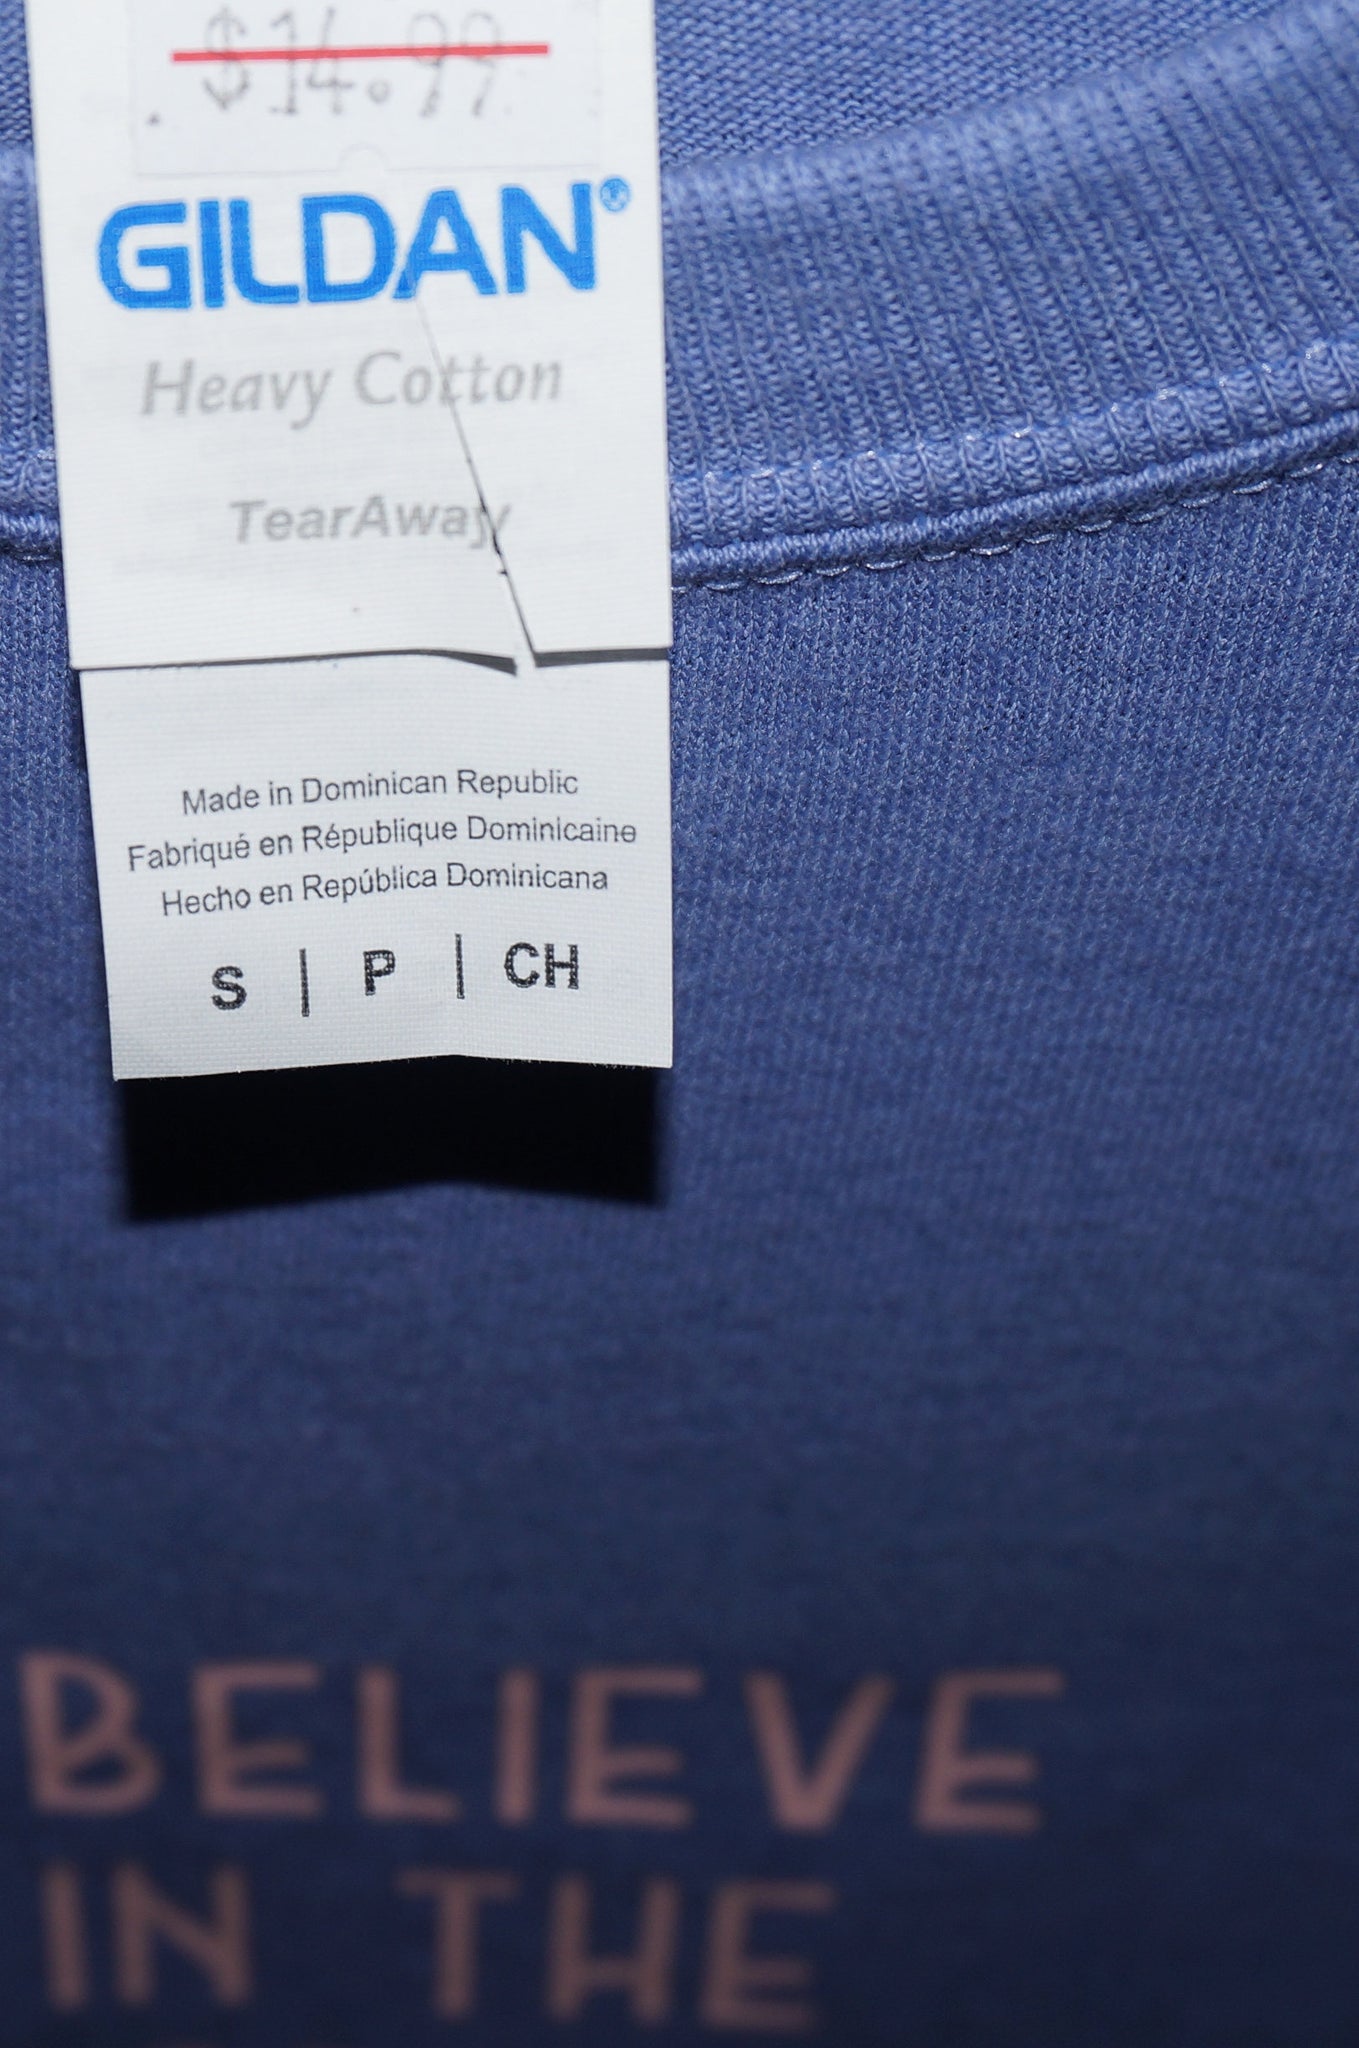 $14.99
GILDAN®
Heavy Cotton
TearAway
Made in Dominican Republic
Fabriqué en République Dominicaine
Hecho en República Dominicana
S | P | CH
BELIEVE
IN THE